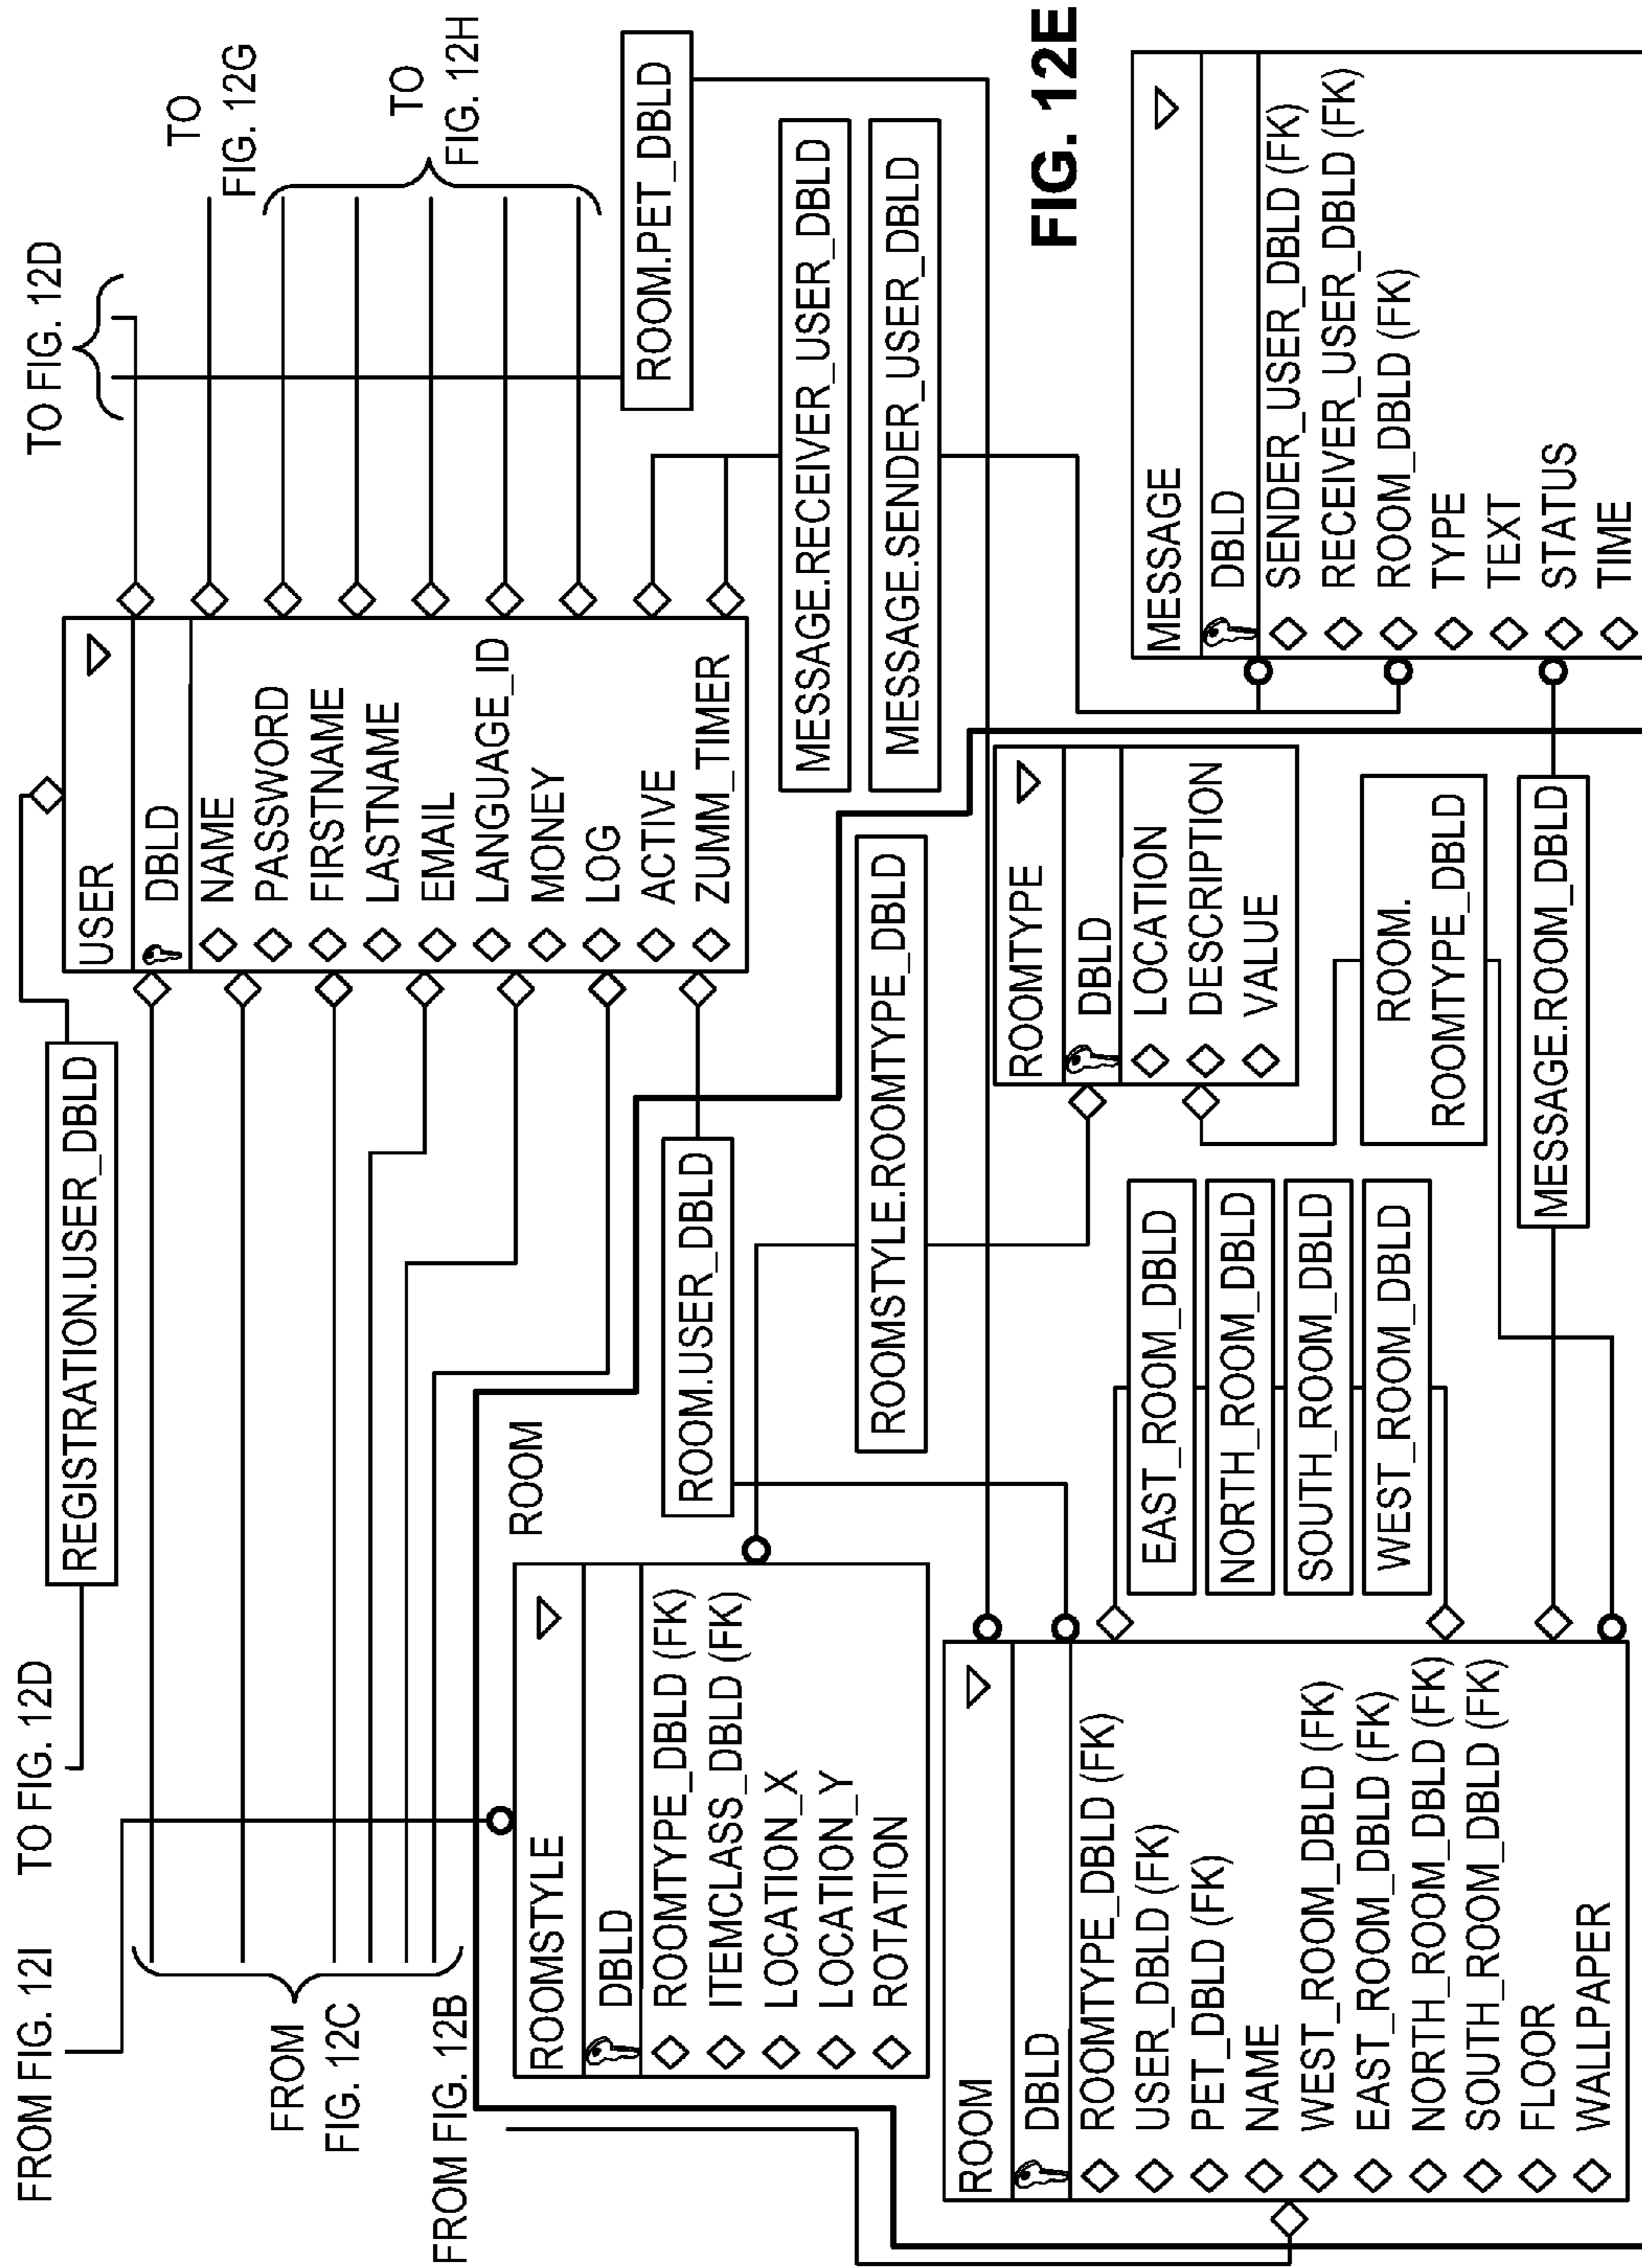 FROM FIG. 12I
TO FIG. 12D
REGISTRATION.USER_DBLD
TO FIG. 12D
FROM
FIG. 12C
FROM FIG. 12B
USER
DBLD
NAME
PASSWORD
FIRSTNAME
LASTNAME
EMAIL
LANGUAGE_ID
MONEY
LOG
ACTIVE
ZUMM_TIMER
TO
FIG. 12G
TO
FIG. 12H
ROOM.PET_DBLD
ROOM
ROOMSTYLE
DBLD
ROOMTYPE_DBLD (FK)
ITEMCLASS_DBLD (FK)
LOCATION_X
LOCATION_Y
ROTATION
ROOM.USER_DBLD
MESSAGE.RECEIVER_USER_DBLD
MESSAGE.SENDER_USER_DBLD
ROOMSTYLE.ROOMTYPE_DBLD
FIG. 12E
ROOM
DBLD
ROOMTYPE_DBLD (FK)
USER_DBLD (FK)
PET_DBLD (FK)
NAME
WEST_ROOM_DBLD (FK)
EAST_ROOM_DBLD (FK)
NORTH_ROOM_DBLD (FK)
SOUTH_ROOM_DBLD (FK)
FLOOR
WALLPAPER
EAST_ROOM_DBLD
NORTH_ROOM_DBLD
SOUTH_ROOM_DBLD
WEST_ROOM_DBLD
ROOMTYPE
DBLD
LOCATION
DESCRIPTION
VALUE
ROOM.
ROOMTYPE_DBLD
MESSAGE.ROOM_DBLD
MESSAGE
DBLD
SENDER_USER_DBLD (FK)
RECEIVER_USER_DBLD (FK)
ROOM_DBLD (FK)
TYPE
TEXT
STATUS
TIME